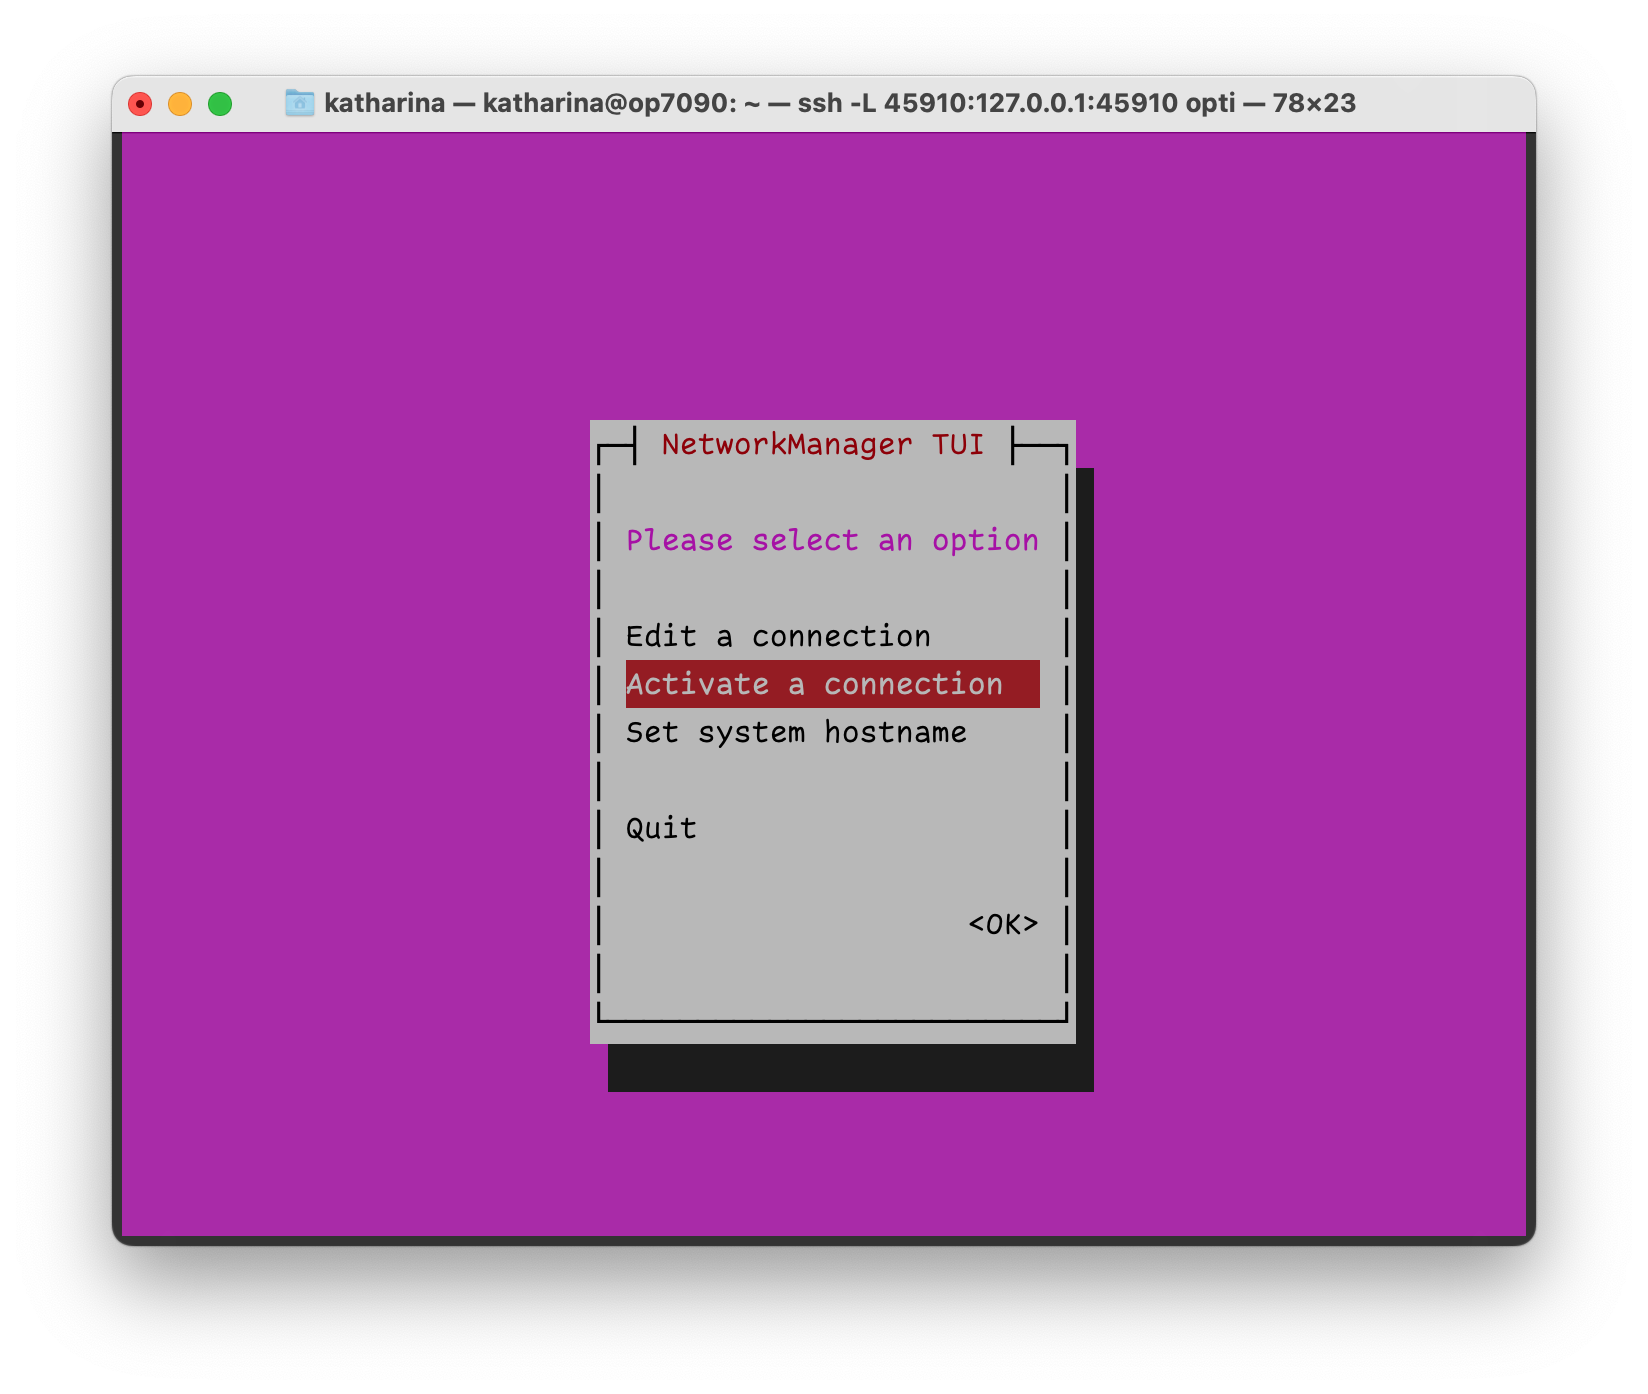 katharina — katharina@op7090: ~ — ssh -L 45910:127.0.0.1:45910 opti — 78×23
NetworkManager TUI
Please select an option
Edit a connection
Activate a connection
Set system hostname
Quit
<OK>